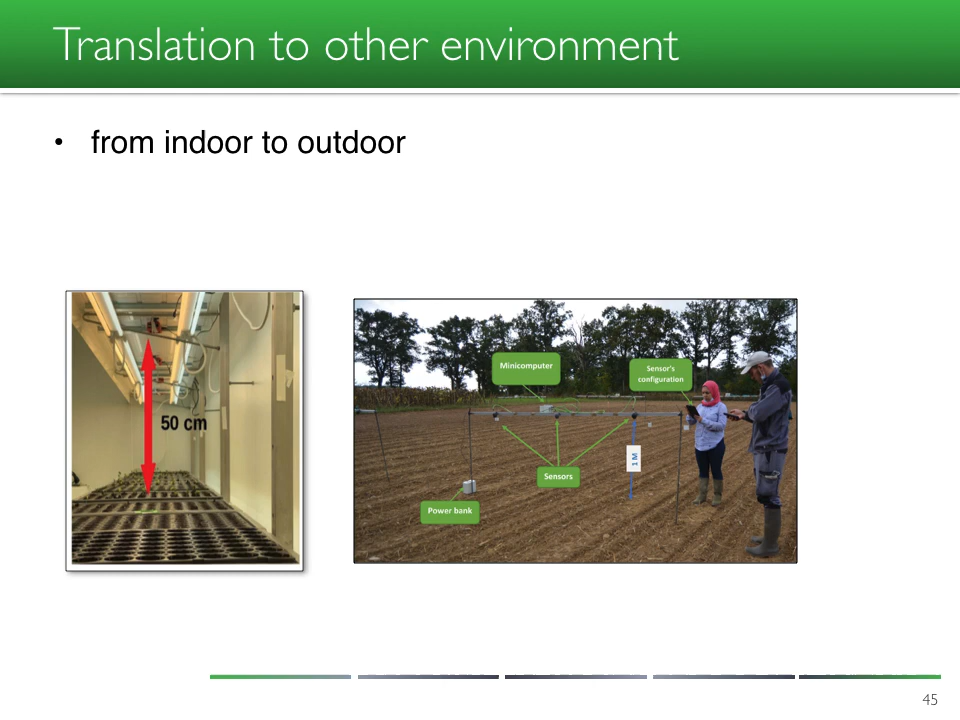 Translation to other environment
• from indoor to outdoor
50 cm
Minicomputer
Sensor's
configuration
1 M
Sensors
Power bank
45